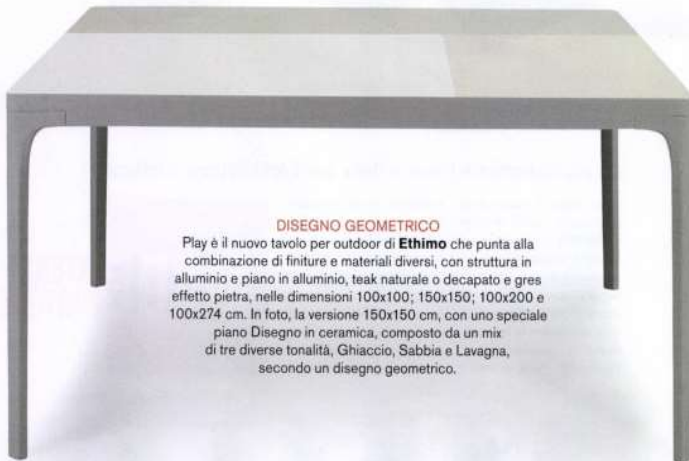 DISEGNO GEOMETRICO
Play è il nuovo tavolo per outdoor di Ethimo che punta alla
combinazione di finiture e materiali diversi, con struttura in
alluminio e piano in alluminio, teak naturale o decapato e gres
effetto pietra, nelle dimensioni 100x100; 150x150; 100x200 e
100x274 cm. In foto, la versione 150x150 cm, con uno speciale
piano Disegno in ceramica, composto da un mix
di tre diverse tonalità, Ghiaccio, Sabbia e Lavagna,
secondo un disegno geometrico.